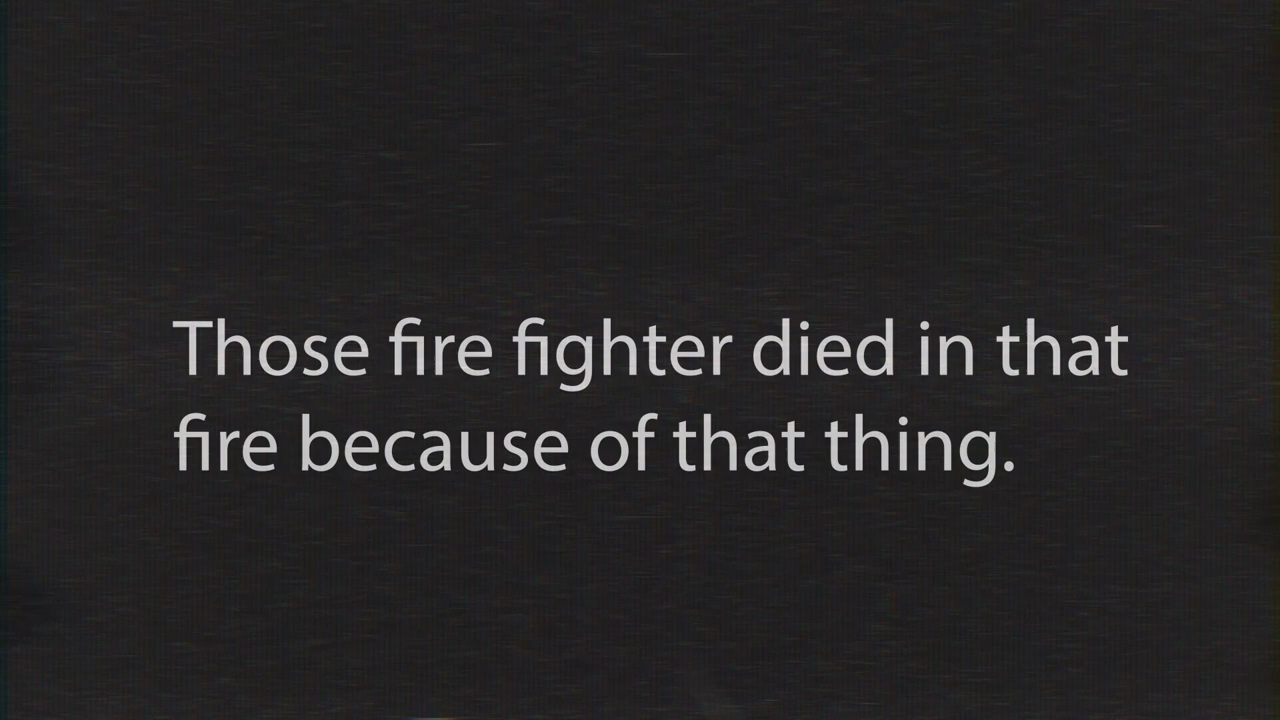 Those fire fighter died in that
fire because of that thing.